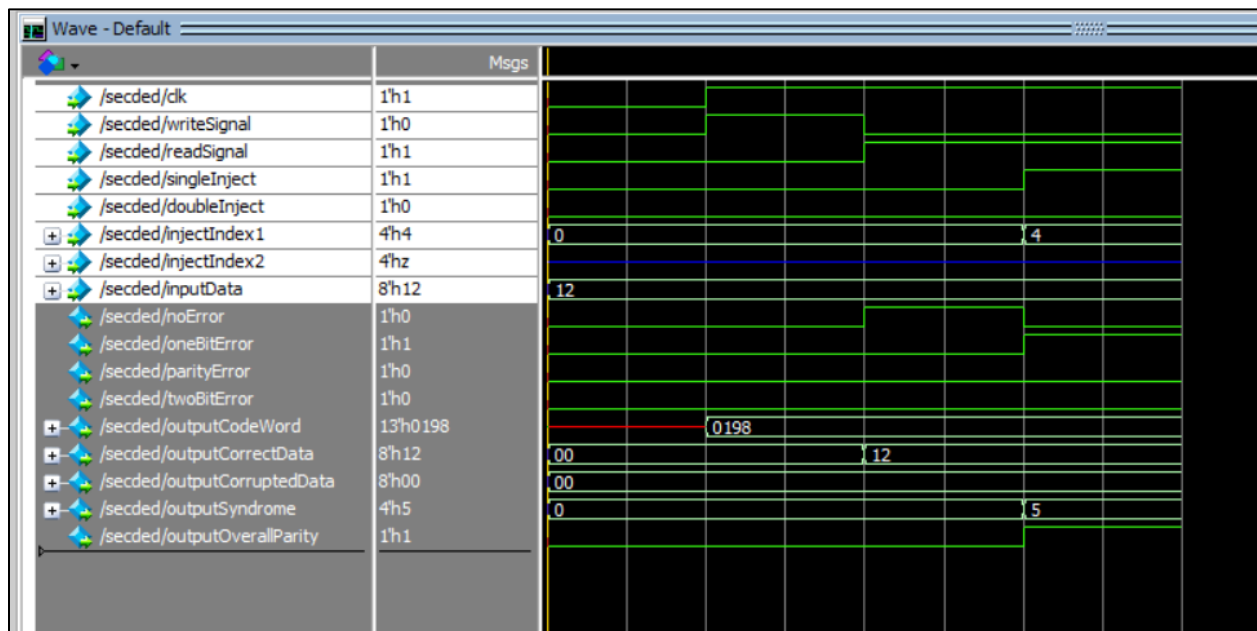 Wave - Default
Msgs
/secded/clk 1'h1
/secded/writeSignal 1'h0
/secded/readSignal 1'h1
/secded/singleInject 1'h1
/secded/doubleInject 1'h0
/secded/injectIndex1 4'h4 0 4
/secded/injectIndex2 4'hz
/secded/inputData 8'h12 12
/secded/noError 1'h0
/secded/oneBitError 1'h1
/secded/parityError 1'h0
/secded/twoBitError 1'h0
/secded/outputCodeWord 13'h0198 0198
/secded/outputCorrectData 8'h12 00 12
/secded/outputCorruptedData 8'h00 00
/secded/outputSyndrome 4'h5 0 5
/secded/outputOverallParity 1'h1